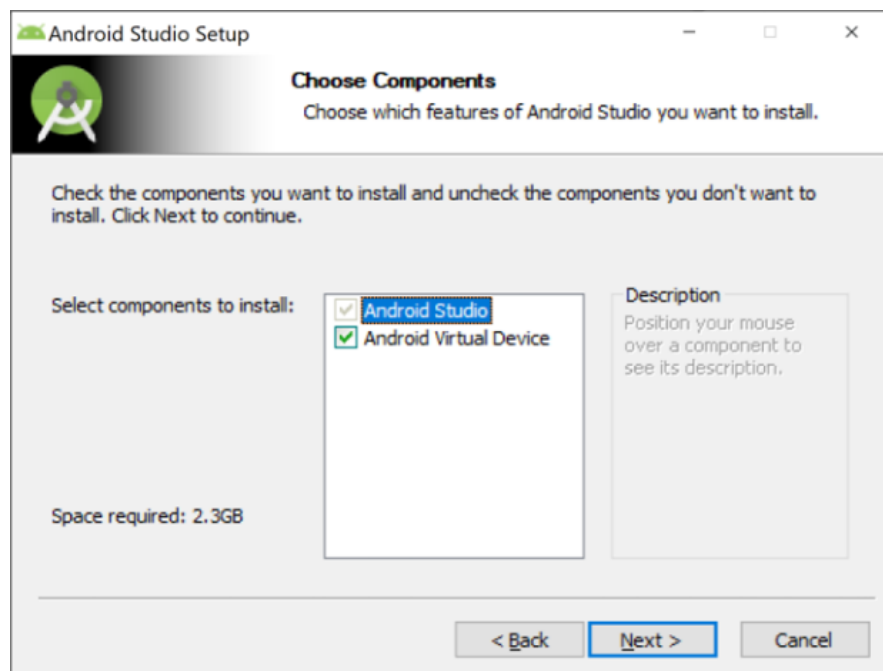 Android Studio Setup
Choose Components
Choose which features of Android Studio you want to install.
Check the components you want to install and uncheck the components you don't want to
install. Click Next to continue.
Select components to install:
Android Studio
Android Virtual Device
Description
Position your mouse
over a component to
see its description.
Space required: 2.3GB
< Back
Next >
Cancel